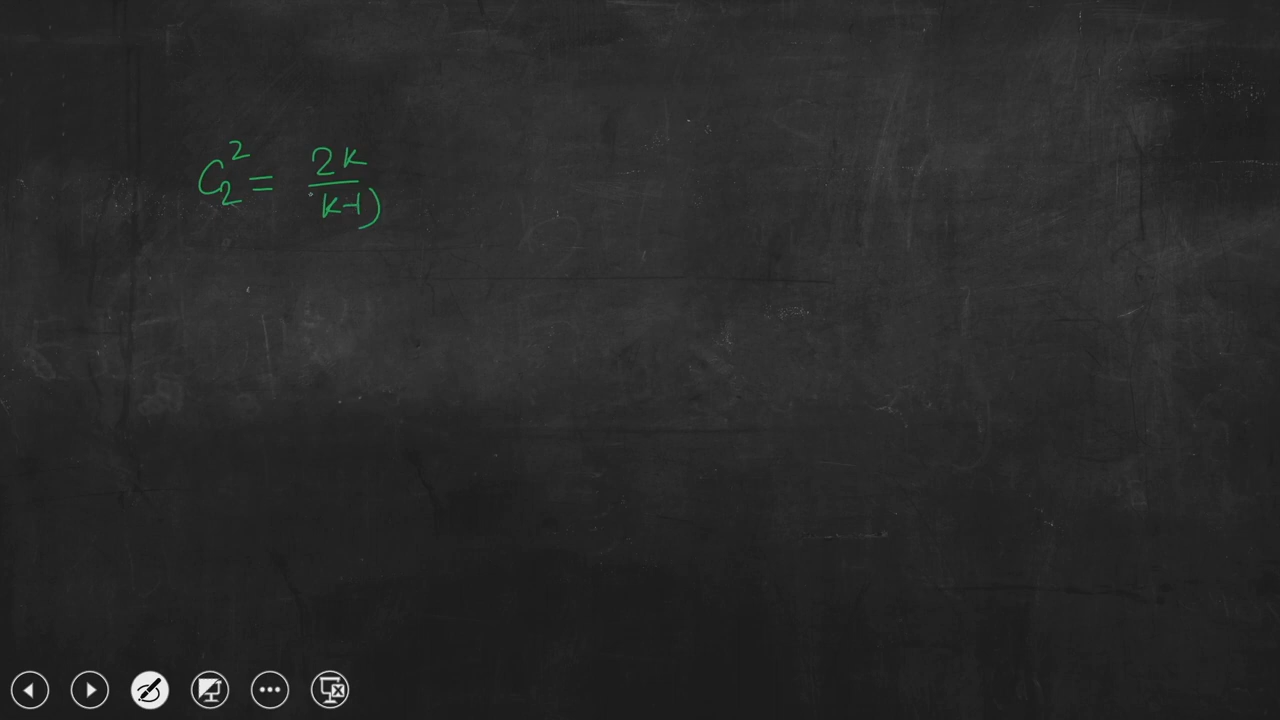 C₂² = 2k/k-1)